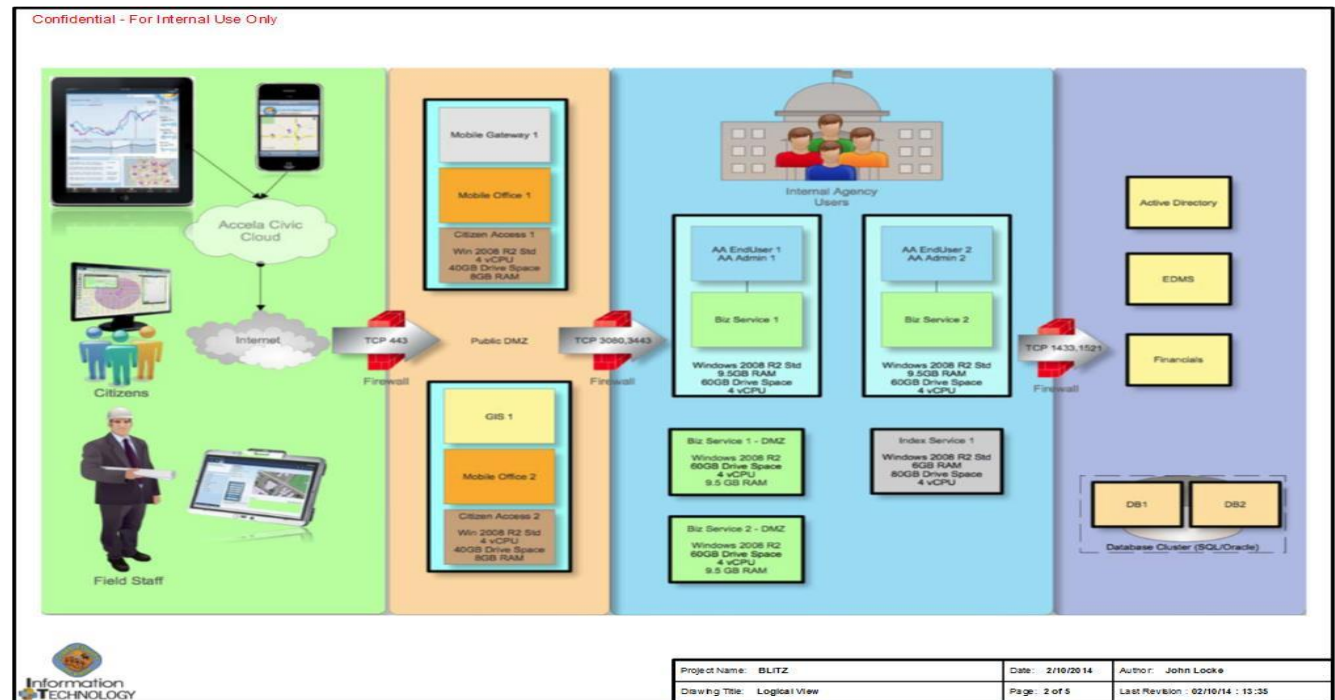 Confidential - For Internal Use Only
Accela Civic
Cloud
Internet
Citizens
Field Staff
TCP 443
Firewall
Mobile Gateway 1
Mobile Office 1
Citizen Access 1
Win 2008 R2 Std
4 vCPU
40GB Drive Space
8GB RAM
Public DMZ
GIS 1
Mobile Office 2
Citizen Access 2
Win 2008 R2 Std
4 vCPU
40GB Drive Space
8GB RAM
TCP 3080,3443
Firewall
Internal Agency
Users
AA EndUser 1
AA Admin 1
Biz Service 1
Windows 2008 R2 Std
9.5GB RAM
60GB Drive Space
4 vCPU
AA EndUser 2
AA Admin 2
Biz Service 2
Windows 2008 R2 Std
9.5GB RAM
60GB Drive Space
4 vCPU
Biz Service 1 - DMZ
Windows 2008 R2
60GB Drive Space
4 vCPU
9.5 GB RAM
Index Service 1
Windows 2008 R2 Std
6GB RAM
80GB Drive Space
4 vCPU
Biz Service 2 - DMZ
Windows 2008 R2
60GB Drive Space
4 vCPU
9.5 GB RAM
TCP 1433,1521
Firewall
Active Directory
EDMS
Financials
DB1
DB2
Database Cluster (SQL/Oracle)
Information
TECHNOLOGY
Project Name: BLITZ
Date: 2/10/2014
Author: John Locke
Drawing Title: Logical View
Page: 2 of 5
Last Revision : 02/10/14 : 13:35